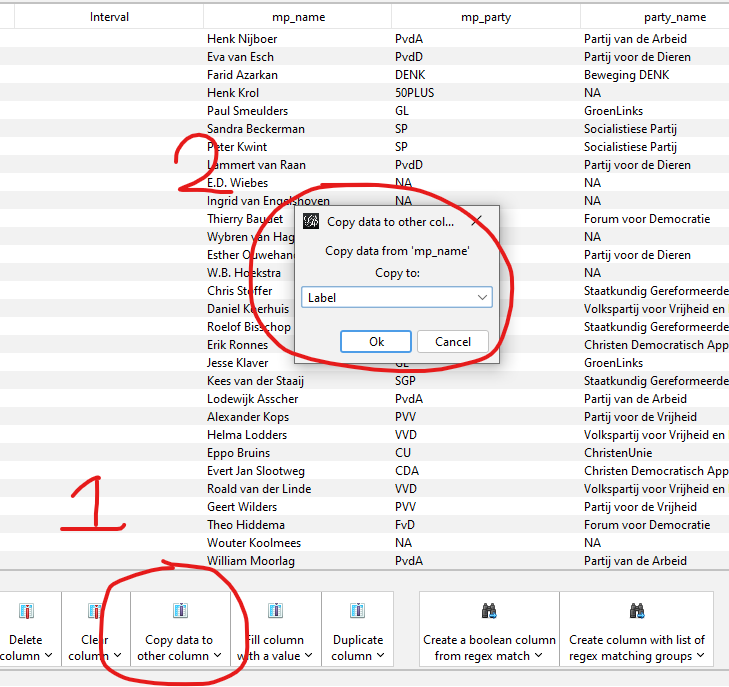 Interval mp_name mp_party party_name
Henk Nijboer PvdA Partij van de Arbeid
Eva van Esch PvdD Partij voor de Dieren
Farid Azarkan DENK Beweging DENK
Henk Krol 50PLUS NA
Paul Smeulders GL GroenLinks
Sandra Beckerman SP Socialistiese Partij
Peter Kwint SP Socialistiese Partij
Lammert van Raan PvdD Partij voor de Dieren
2
E.D. Wiebes NA NA
Ingrid van Engelshoven NA NA
Thierry Baudet Forum voor Democratie
Wybren van Hag NA
Esther Ouwehan Partij voor de Dieren
W.B. Hoekstra NA
Chris Stoffer Staatkundig Gereformeerde
Daniel Koerhuis Volkspartij voor Vrijheid en
Roelof Bisschop Staatkundig Gereformeerde
Erik Ronnes Christen Democratisch App
Copy data to other col...
Copy data from 'mp_name'
Copy to:
Label
Ok Cancel
Jesse Klaver GL GroenLinks
Kees van der Staaij SGP Staatkundig Gereformeerde
Lodewijk Asscher PvdA Partij van de Arbeid
Alexander Kops PVV Partij voor de Vrijheid
Helma Lodders VVD Volkspartij voor Vrijheid en
Eppo Bruins CU ChristenUnie
Evert Jan Slootweg CDA Christen Democratisch App
Roald van der Linde VVD Volkspartij voor Vrijheid en
Geert Wilders PVV Partij voor de Vrijheid
1
Theo Hiddema FvD Forum voor Democratie
Wouter Koolmees NA NA
William Moorlag PvdA Partij van de Arbeid
Delete Clear Copy data to Fill column Duplicate Create a boolean column Create column with list of
column column other column with a value column from regex match regex matching groups